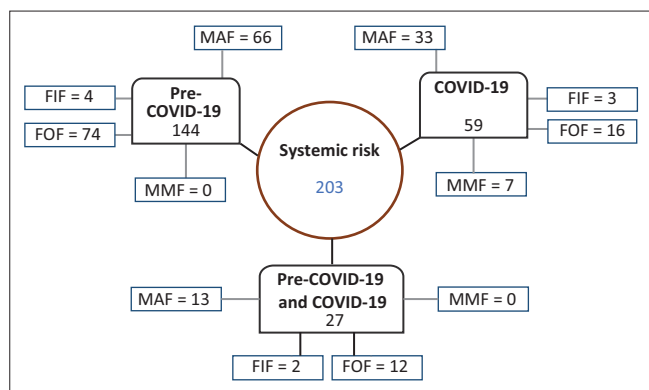 MAF = 66
MAF = 33
FIF = 4
Pre-
COVID-19
144
FOF = 74
MMF = 0
COVID-19
59
FIF = 3
FOF = 16
MMF = 7
Systemic risk
203
Pre-COVID-19
and COVID-19
27
MAF = 13
MMF = 0
FIF = 2
FOF = 12